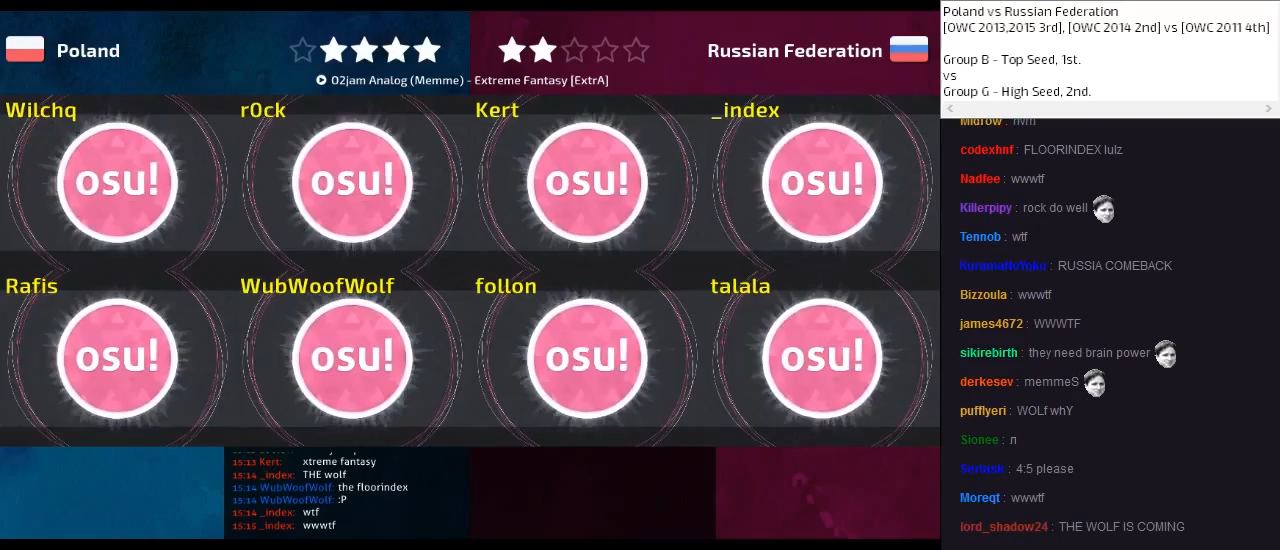 Poland
Russian Federation
O2jam Analog (Memme) - Extreme Fantasy [ExtrA]
Wilchq
r0ck
Kert
_index
osu!
osu!
osu!
osu!
Rafis
WubWoofWolf
follon
talala
osu!
osu!
osu!
osu!
15:13 Kert: xtreme fantasy
15:14 _index: THE wolf
15:14 WubWoofWolf: the floorindex
15:14 WubWoofWolf: :P
15:14 _index: wtf
15:15 _index: wwwtf
Poland vs Russian Federation
[OWC 2013,2015 3rd], [OWC 2014 2nd] vs [OWC 2011 4th]
Group B - Top Seed, 1st.
vs
Group G - High Seed, 2nd.
Midrow : nvm
codexhnf : FLOORINDEX lulz
Nadfee : wwwtf
Killerpipy : rock do well
Tennob : wtf
KuramaNoYoko : RUSSIA COMEBACK
Bizzoula : wwwtf
james4672 : WWWTF
sikirebirth : they need brain power
derkesev : memmeS
pufflyeri : WOLf whY
Sionee : л
Sertask : 4:5 please
Moreqt : wwwtf
lord_shadow24 : THE WOLF IS COMING